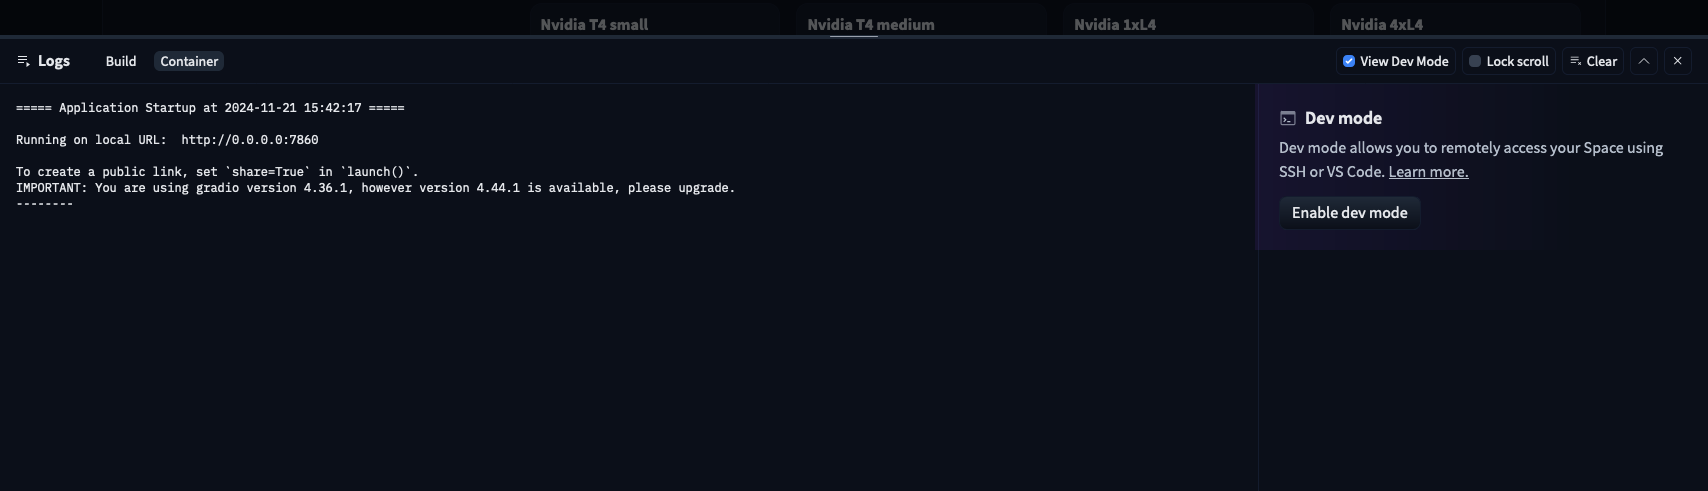 Nvidia T4 small
Nvidia T4 medium
Nvidia 1xL4
Nvidia 4xL4
Logs
Build
Container
View Dev Mode
Lock scroll
Clear
===== Application Startup at 2024-11-21 15:42:17 =====
Running on local URL:  http://0.0.0.0:7860
To create a public link, set `share=True` in `launch()`.
IMPORTANT: You are using gradio version 4.36.1, however version 4.44.1 is available, please upgrade.
--------
Dev mode
Dev mode allows you to remotely access your Space using
SSH or VS Code. Learn more.
Enable dev mode